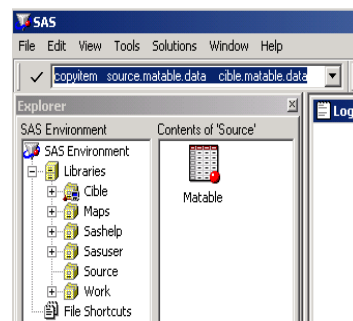 SAS
File Edit View Tools Solutions Window Help
copyitem source.matable.data cible.matable.data
Explorer
Log
SAS Environment
Contents of 'Source'
SAS Environment
Libraries
Cible
Maps
Sashelp
Sasuser
Source
Work
File Shortcuts
Matable